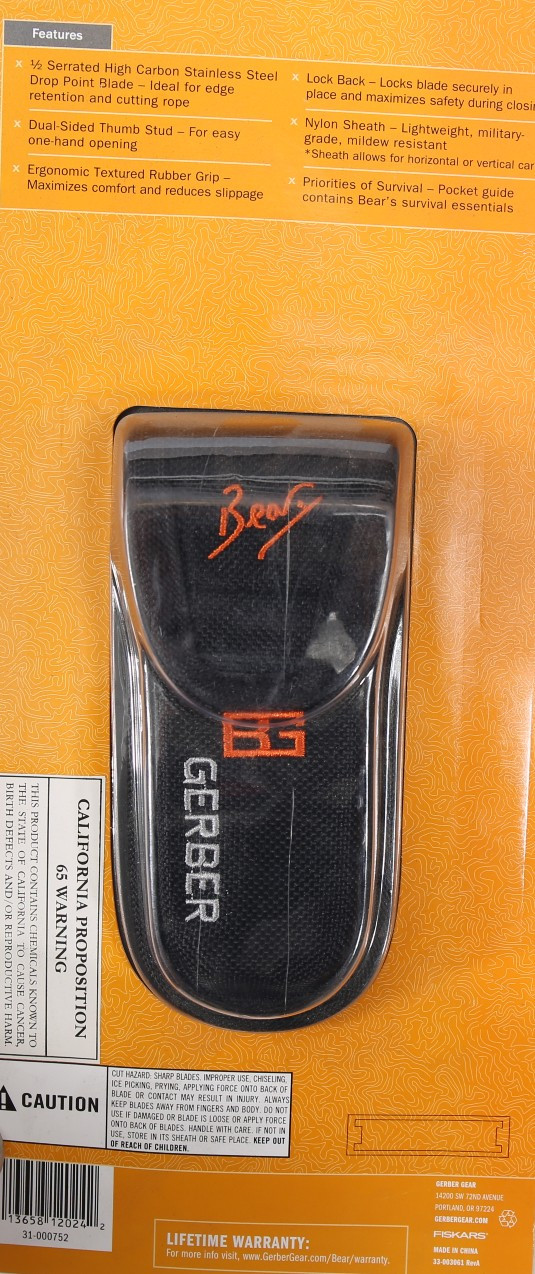 Features
x ½ Serrated High Carbon Stainless Steel
Drop Point Blade – Ideal for edge
retention and cutting rope
x Dual-Sided Thumb Stud – For easy
one-hand opening
x Ergonomic Textured Rubber Grip –
Maximizes comfort and reduces slippage
x Lock Back – Locks blade securely in
place and maximizes safety during
x Nylon Sheath – Lightweight, military-
grade, mildew resistant
*Sheath allows for horizontal or vertical
x Priorities of Survival – Pocket guide
contains Bear's survival essentials
Bear
BG
GERBER
CALIFORNIA PROPOSITION
65 WARNING
THIS PRODUCT CONTAINS CHEMICALS KNOWN TO
THE STATE OF CALIFORNIA TO CAUSE CANCER,
BIRTH DEFECTS AND/OR REPRODUCTIVE HARM.
CAUTION
CUT HAZARD: SHARP BLADES. IMPROPER USE, CHISELING,
ICE PICKING, PRYING, APPLYING FORCE ONTO BACK OF
BLADE OR CONTACT MAY RESULT IN INJURY. ALWAYS
KEEP BLADES AWAY FROM FINGERS AND BODY. DO NOT
USE IF DAMAGED OR BLADE IS LOOSE OR APPLY FORCE
ONTO BACK OF BLADES. HANDLE WITH CARE. IF NOT IN
USE, STORE IN ITS SHEATH OR SAFE PLACE. KEEP OUT
OF REACH OF CHILDREN.
13658 12024 2
31-000752
LIFETIME WARRANTY:
For more info visit, www.GerberGear.com/Bear/warranty.
GERBER GEAR
14200 SW 72ND AVENUE
PORTLAND, OR 97224
GERBERGEAR.COM
FISKARS®
MADE IN CHINA
33-003061 RevA